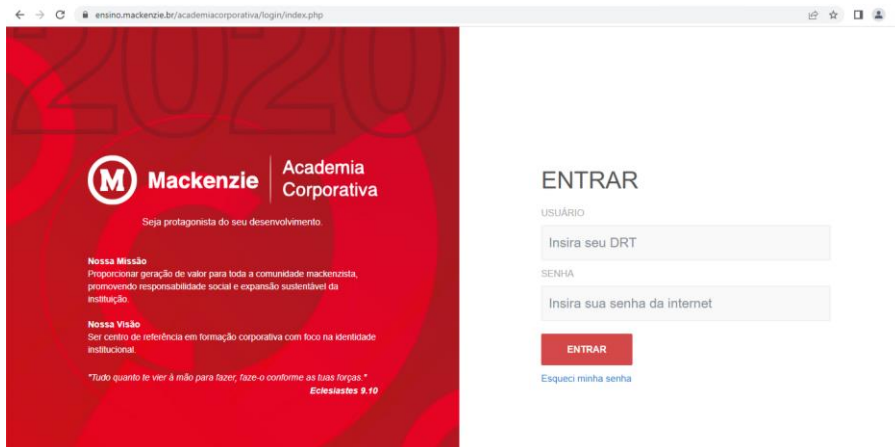 ensino.mackenzie.br/academiacorporativa/login/index.php
2020
M Mackenzie
Academia
Corporativa
Seja protagonista do seu desenvolvimento.
Nossa Missão
Proporcionar geração de valor para toda a comunidade mackenzista,
promovendo responsabilidade social e expansão sustentável da
instituição.
Nossa Visão
Ser centro de referência em formação corporativa com foco na identidade
institucional.
"Tudo quanto te vier à mão para fazer, faze-o conforme as tuas forças."
Eclesiastes 9.10
ENTRAR
USUÁRIO
Insira seu DRT
SENHA
Insira sua senha da internet
ENTRAR
Esqueci minha senha